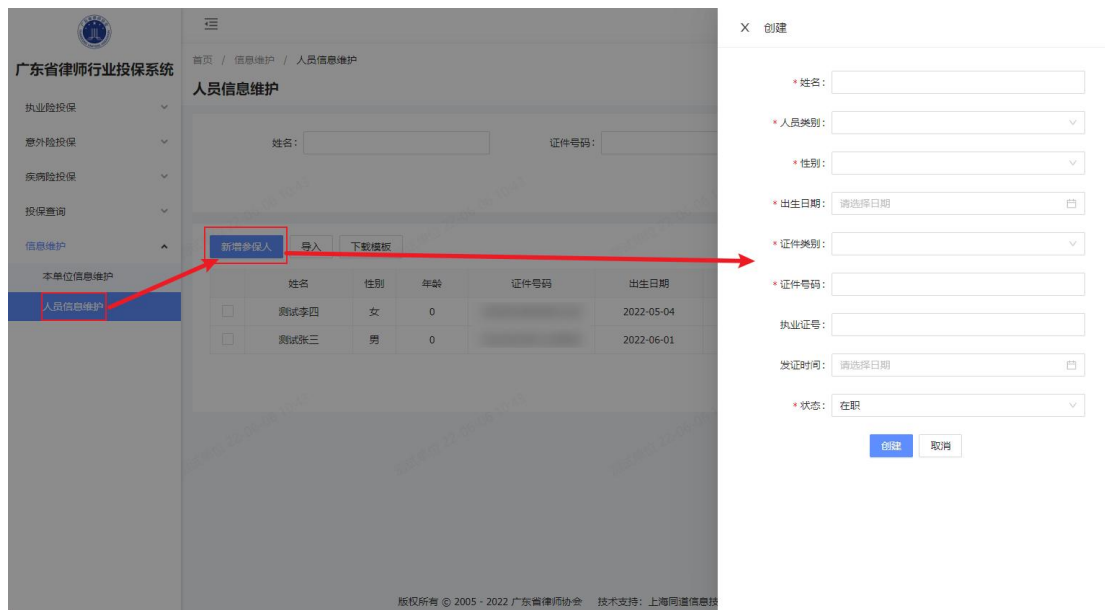 广东省律师行业投保系统
执业险投保
意外险投保
疾病险投保
投保查询
信息维护
本单位信息维护
人员信息维护
首页 / 信息维护 / 人员信息维护
人员信息维护
姓名：
证件号码：
新增参保人 导入 下载模板
姓名 性别 年龄 证件号码 出生日期
测试李四 女 0 2022-05-04
测试张三 男 0 2022-06-01
版权所有 © 2005 - 2022 广东省律师协会 技术支持：上海同道信息技
X 创建
* 姓名：
* 人员类别：
* 性别：
* 出生日期： 请选择日期
* 证件类别：
* 证件号码：
执业证号：
发证时间： 请选择日期
* 状态： 在职
创建 取消